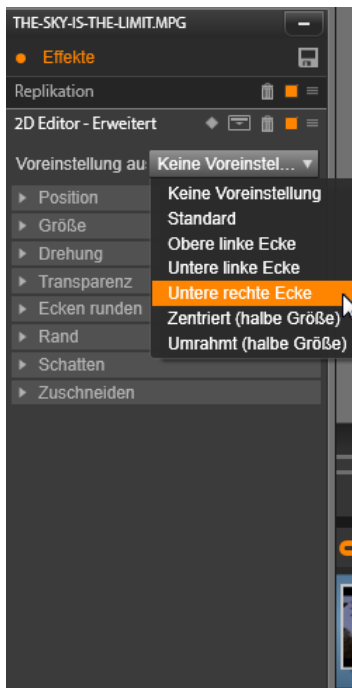 THE-SKY-IS-THE-LIMIT.MPG
Effekte
Replikation
2D Editor - Erweitert
Voreinstellung au: Keine Voreinstel... ▼
Keine Voreinstellung
Standard
Obere linke Ecke
Untere linke Ecke
Untere rechte Ecke
Zentriert (halbe Größe)
Umrahmt (halbe Größe)
Position
Größe
Drehung
Transparenz
Ecken runden
Rand
Schatten
Zuschneiden